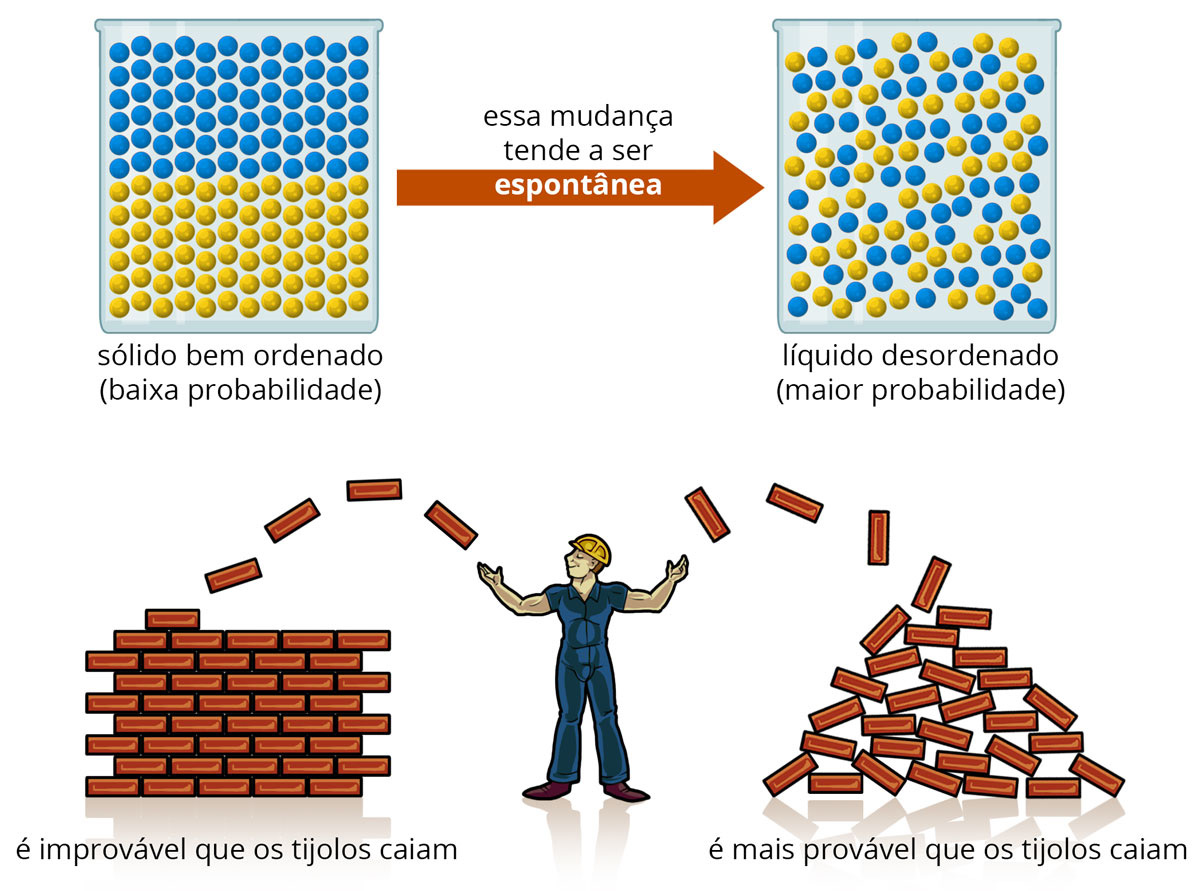 essa mudança
tende a ser
espontânea
sólido bem ordenado
(baixa probabilidade)
líquido desordenado
(maior probabilidade)
é improvável que os tijolos caiam
é mais provável que os tijolos caiam